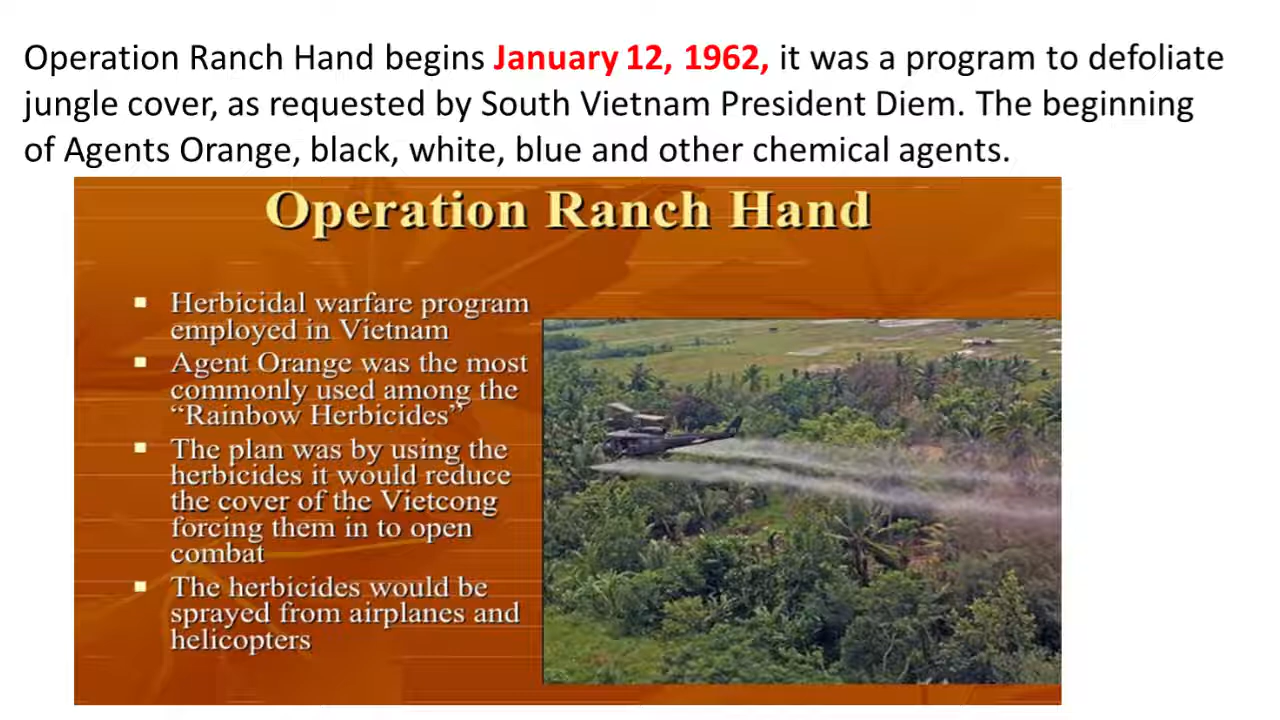 Operation Ranch Hand begins January 12, 1962, it was a program to defoliate
jungle cover, as requested by South Vietnam President Diem. The beginning
of Agents Orange, black, white, blue and other chemical agents.
Operation Ranch Hand
Herbicidal warfare program
employed in Vietnam
Agent Orange was the most
commonly used among the
“Rainbow Herbicides”
The plan was by using the
herbicides it would reduce
the cover of the Vietcong
forcing them in to open
combat
The herbicides would be
sprayed from airplanes and
helicopters